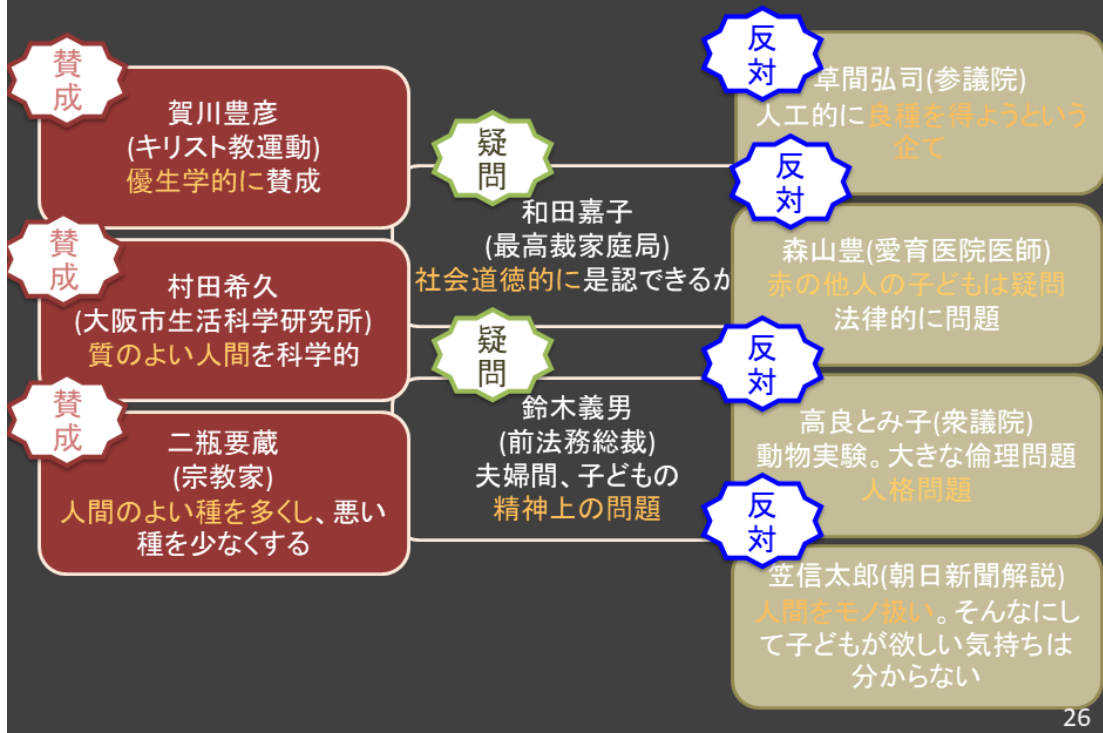 賛成
賀川豊彦
(キリスト教運動)
優生学的に賛成
賛成
村田希久
(大阪市生活科学研究所)
質のよい人間を科学的
賛成
二瓶要蔵
(宗教家)
人間のよい種を多くし、悪い
種を少なくする
疑問
和田嘉子
(最高裁家庭局)
社会道徳的に是認できるか
疑問
鈴木義男
(前法務総裁)
夫婦間、子どもの
精神上の問題
反対
草間弘司(参議院)
人工的に良種を得ようという
企て
反対
森山豊(愛育医院医師)
赤の他人の子どもは疑問
法律的に問題
反対
高良とみ子(衆議院)
動物実験。大きな倫理問題
人格問題
反対
笠信太郎(朝日新聞解説)
人間をモノ扱い。そんなにし
て子どもが欲しい気持ちは
分からない
26